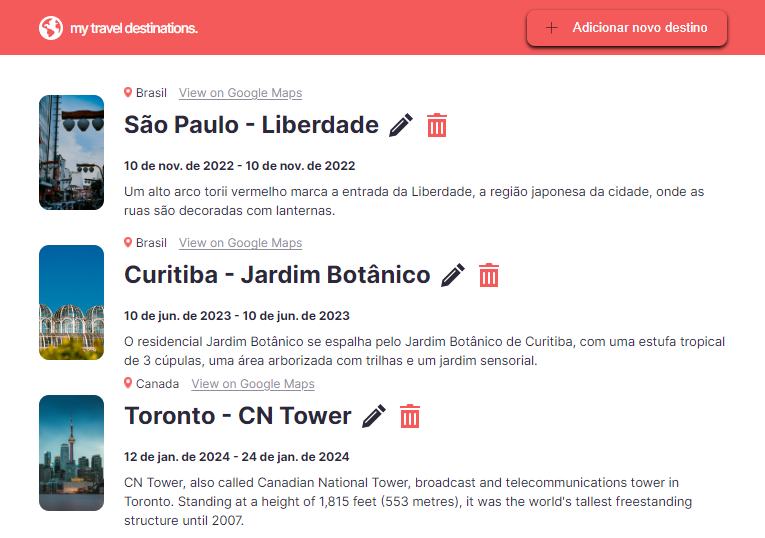 my travel destinations.
Adicionar novo destino
Brasil View on Google Maps
São Paulo - Liberdade
10 de nov. de 2022 - 10 de nov. de 2022
Um alto arco torii vermelho marca a entrada da Liberdade, a região japonesa da cidade, onde as
ruas são decoradas com lanternas.
Brasil View on Google Maps
Curitiba - Jardim Botânico
10 de jun. de 2023 - 10 de jun. de 2023
O residencial Jardim Botânico se espalha pelo Jardim Botânico de Curitiba, com uma estufa tropical
de 3 cúpulas, uma área arborizada com trilhas e um jardim sensorial.
Canada View on Google Maps
Toronto - CN Tower
12 de jan. de 2024 - 24 de jan. de 2024
CN Tower, also called Canadian National Tower, broadcast and telecommunications tower in
Toronto. Standing at a height of 1,815 feet (553 metres), it was the world's tallest freestanding
structure until 2007.